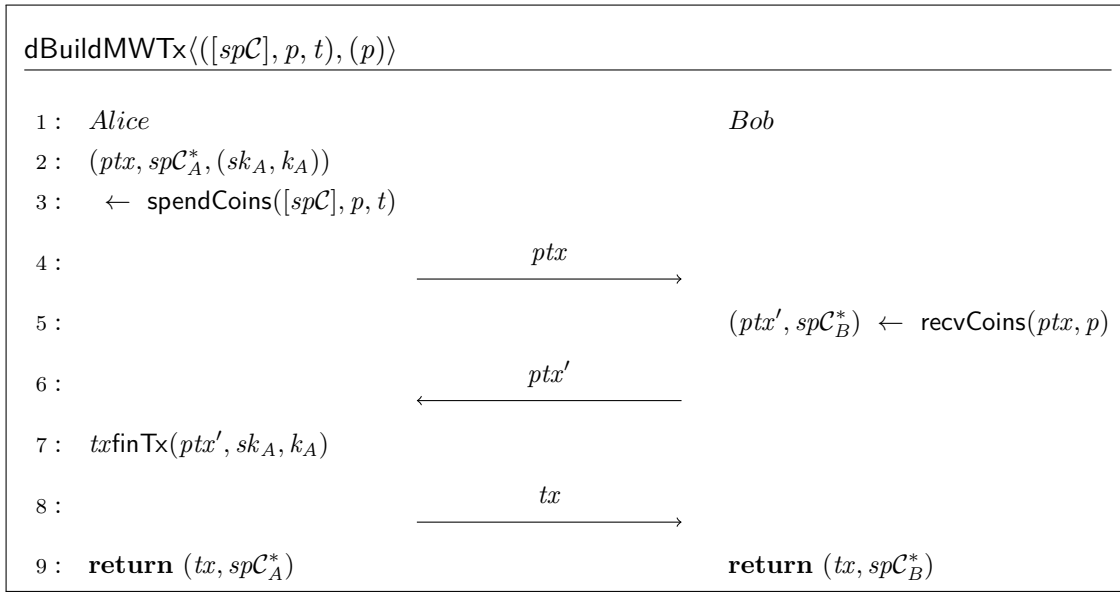 dBuildMWTx⟨([spC], p, t), (p)⟩
1 : Alice Bob
2 : (ptx, spC*_A, (sk_A, k_A))
3 : ← spendCoins([spC], p, t)
4 : ptx
5 : (ptx′, spC*_B) ← recvCoins(ptx, p)
6 : ptx′
7 : txfinTx(ptx′, sk_A, k_A)
8 : tx
9 : return (tx, spC*_A) return (tx, spC*_B)